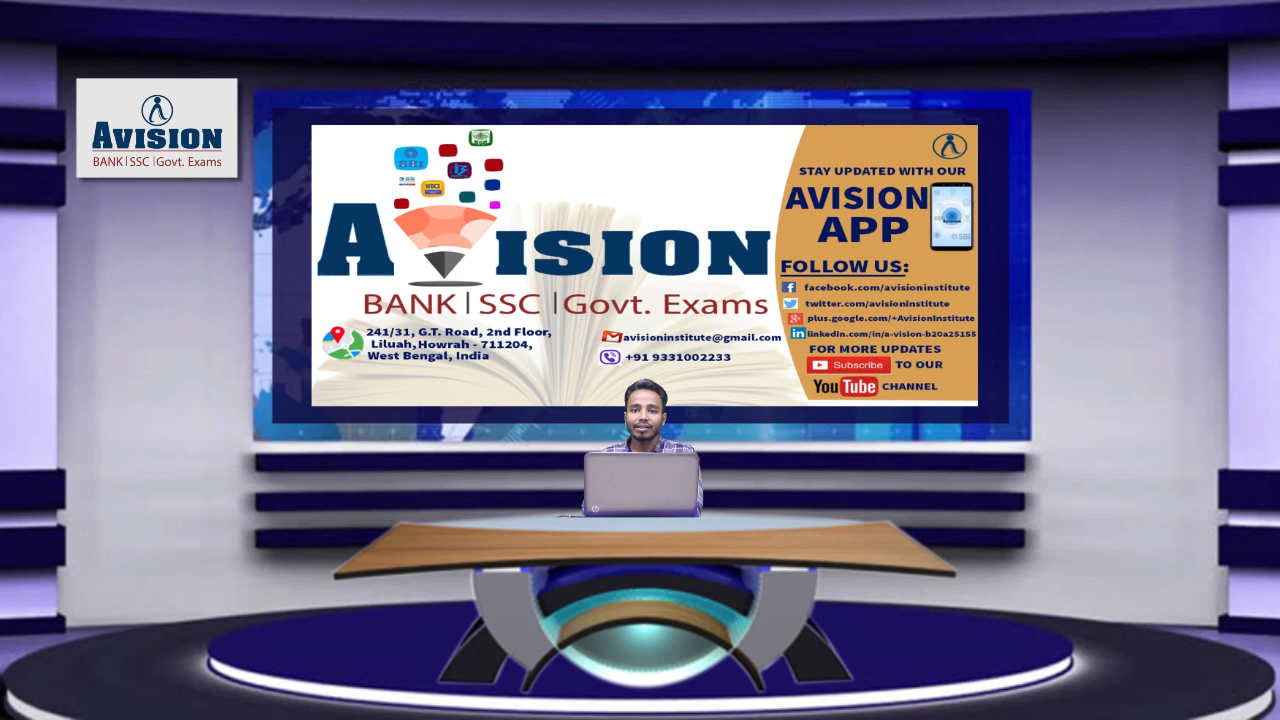 AVISION
BANK | SSC | Govt. Exams
SBI
WBCS
AVISION
BANK | SSC | Govt. Exams
241/31, G.T. Road, 2nd Floor,
Liluah, Howrah - 711204,
West Bengal, India
avisioninstitute@gmail.com
+91 9331002233
STAY UPDATED WITH OUR
AVISION
APP
FOLLOW US:
facebook.com/avisioninstitute
twitter.com/avisioninstitute
plus.google.com/+AvisionInstitute
linkedin.com/in/a-vision-b20a25155
FOR MORE UPDATES
Subscribe TO OUR
YouTube CHANNEL
hp